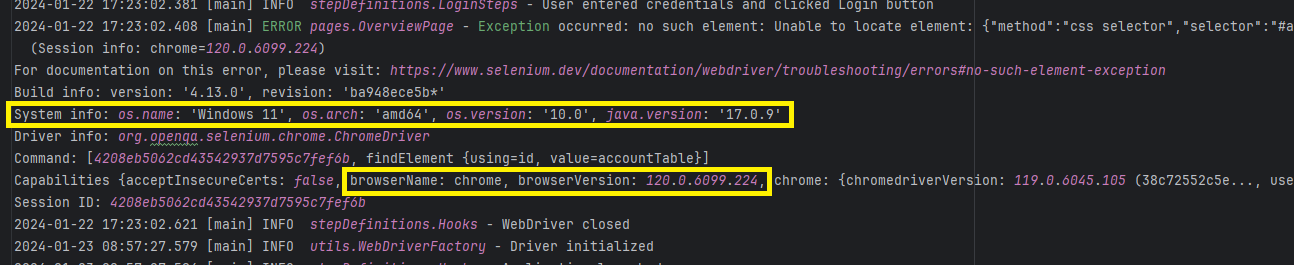 2024-01-22 17:23:02.381 [main] INFO  stepDefinitions.LoginSteps - User entered credentials and clicked Login button
2024-01-22 17:23:02.408 [main] ERROR pages.OverviewPage - Exception occurred: no such element: Unable to locate element: {"method":"css selector","selector":"#a
(Session info: chrome=120.0.6099.224)
For documentation on this error, please visit: https://www.selenium.dev/documentation/webdriver/troubleshooting/errors#no-such-element-exception
Build info: version: '4.13.0', revision: 'ba948ece5b*'
System info: os.name: 'Windows 11', os.arch: 'amd64', os.version: '10.0', java.version: '17.0.9'
Driver info: org.openqa.selenium.chrome.ChromeDriver
Command: [4208eb5062cd43542937d7595c7fef6b, findElement {using=id, value=accountTable}]
Capabilities {acceptInsecureCerts: false, browserName: chrome, browserVersion: 120.0.6099.224, chrome: {chromedriverVersion: 119.0.6045.105 (38c72552c5e..., use
Session ID: 4208eb5062cd43542937d7595c7fef6b
2024-01-22 17:23:02.621 [main] INFO  stepDefinitions.Hooks - WebDriver closed
2024-01-23 08:57:27.579 [main] INFO  utils.WebDriverFactory - Driver initialized